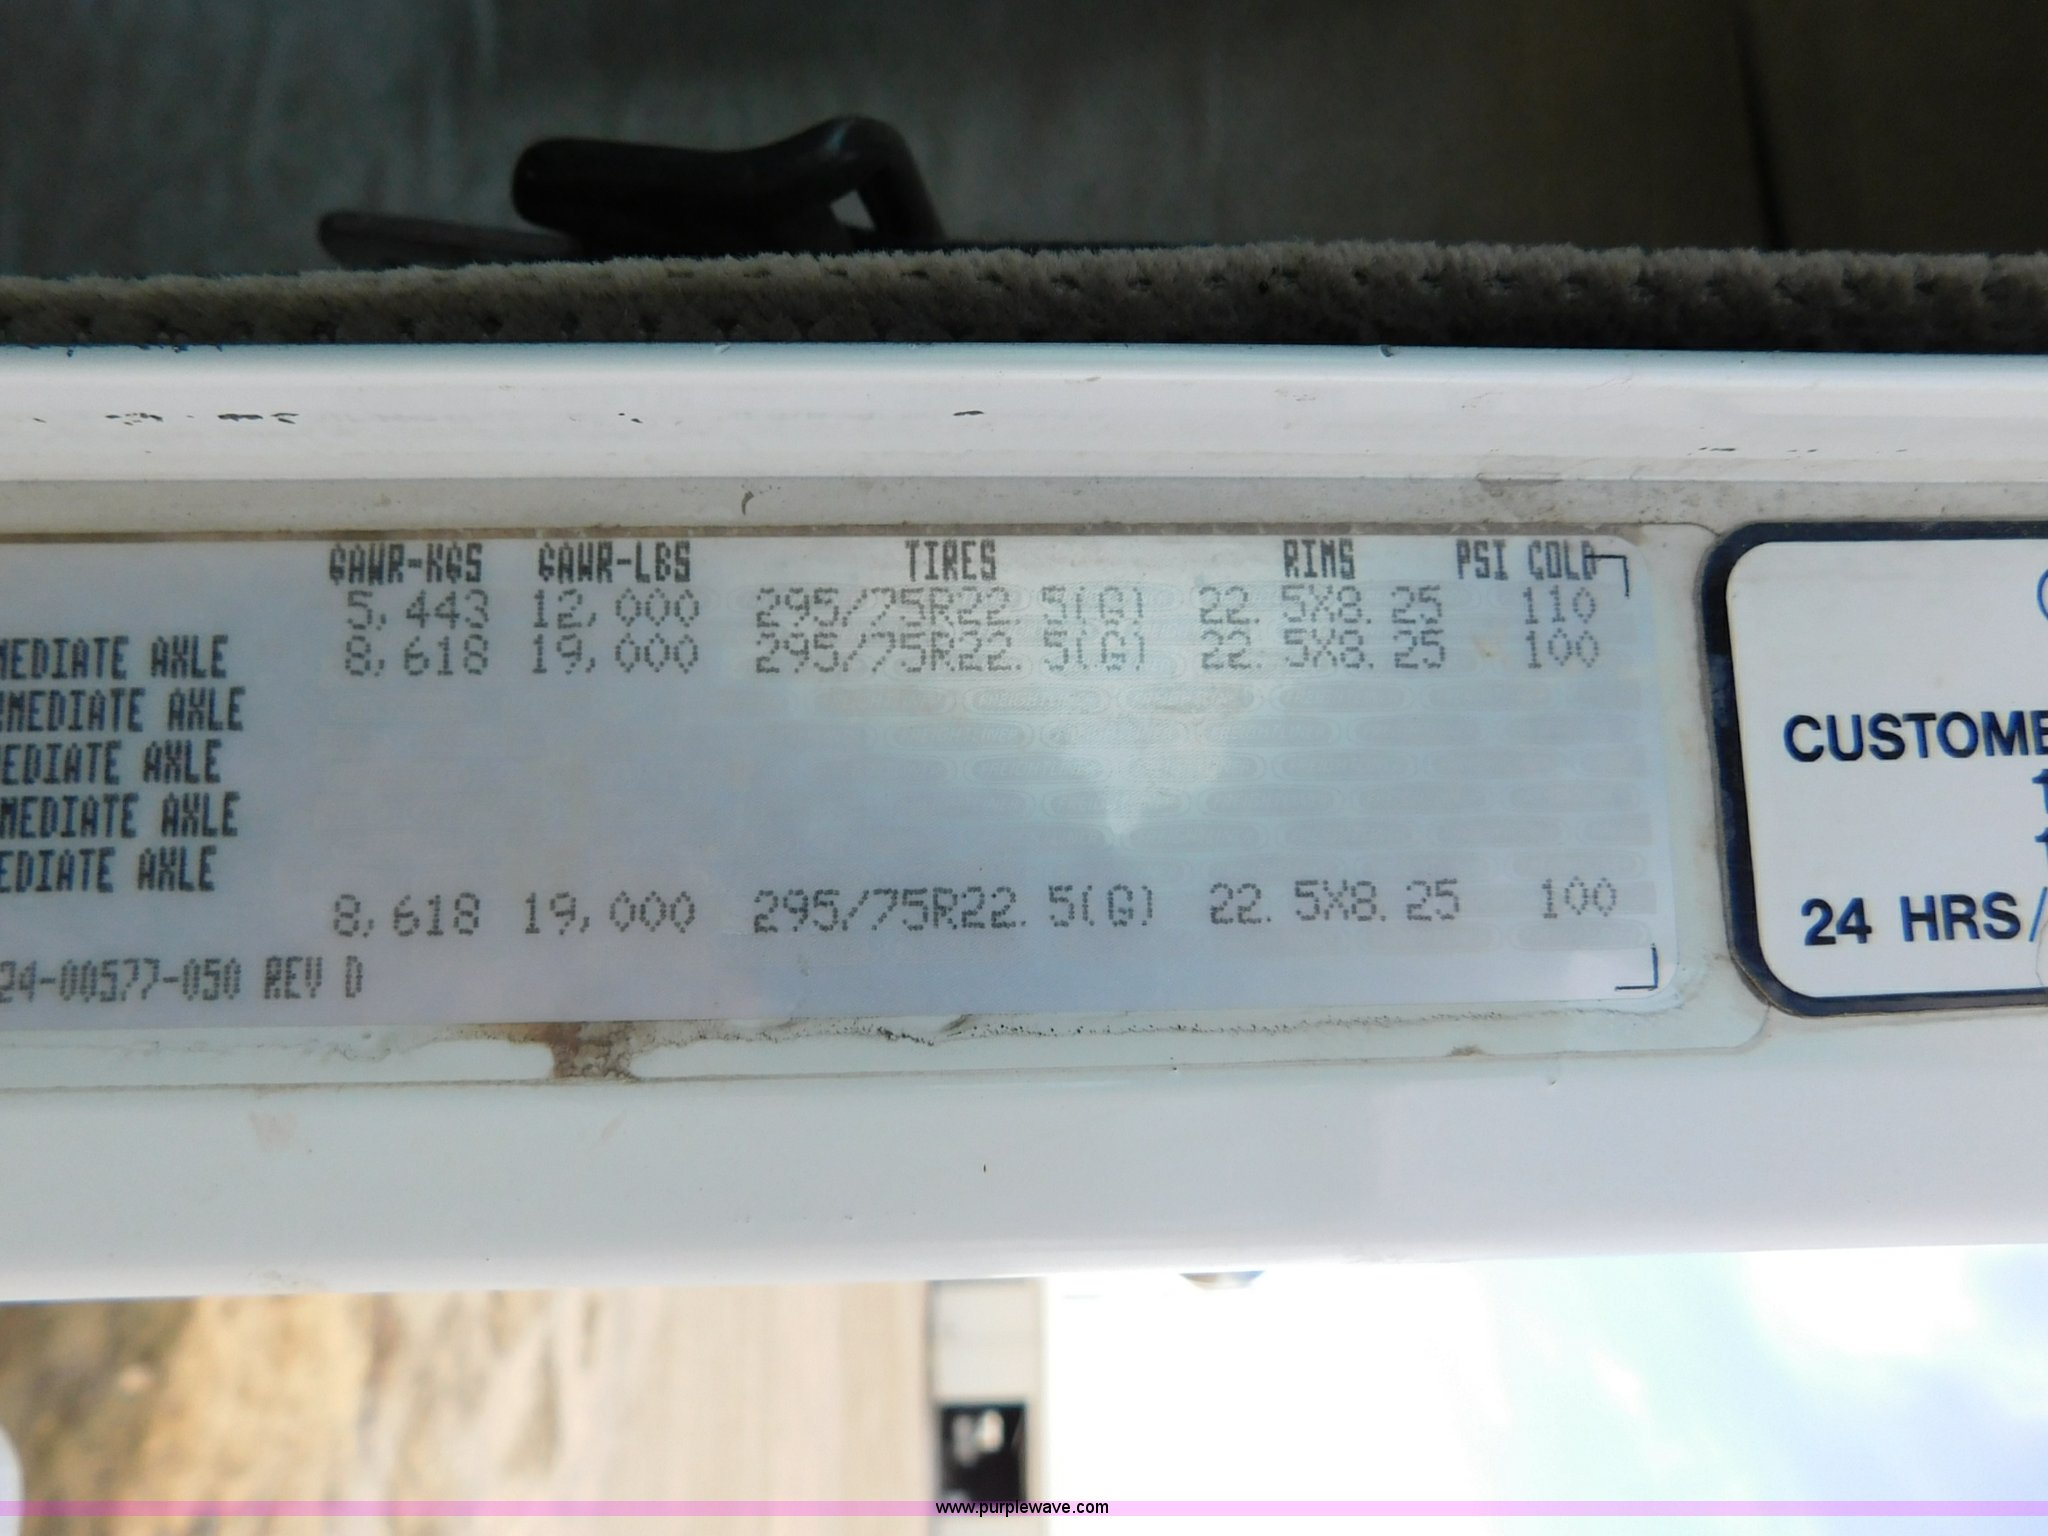 GAWR-KGS GAWR-LBS TIRES RIMS PSI COLD
5,443 12,000 295/75R22.5(G) 22.5X8.25 110
MEDIATE AXLE 8,618 19,000 295/75R22.5(G) 22.5X8.25 100
RMEDIATE AXLE
MEDIATE AXLE
RMEDIATE AXLE
MEDIATE AXLE
8,618 19,000 295/75R22.5(G) 22.5X8.25 100
24-00577-050 REV D
CUSTOME
24 HRS/
www.purplewave.com